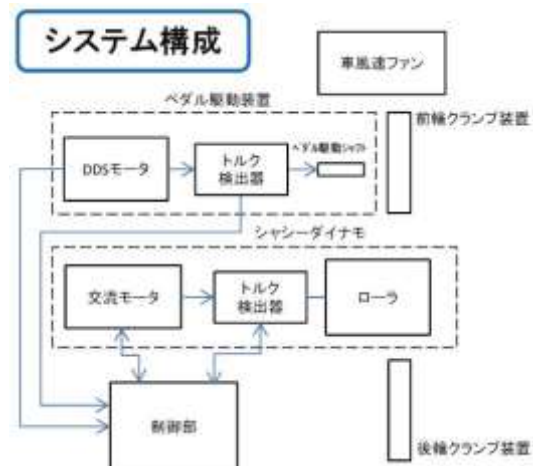 システム構成
車風速ファン
ペダル駆動装置
前輪クランプ装置
DDSモータ
トルク
検出器
ペダル駆動シャフト
シャシーダイナモ
交流モータ
トルク
検出器
ローラ
制御部
後輪クランプ装置